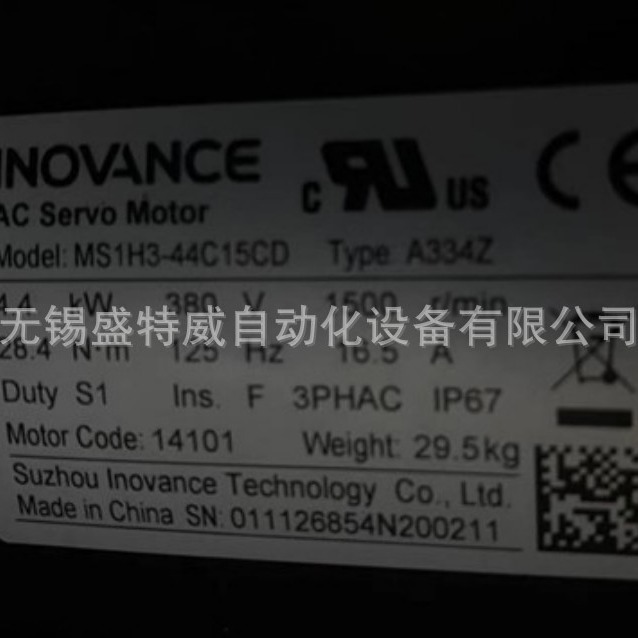 INOVANCE
c RU US CE
AC Servo Motor
Model: MS1H3-44C15CD Type A334Z
4.4 kW 380 V 1500 r/min
无锡盛特威自动化设备有限公司
28.4 N·m 125 Hz 16.5 A
Duty S1 Ins. F 3PHAC IP67
Motor Code: 14101 Weight: 29.5kg
Suzhou Inovance Technology Co., Ltd.
Made in China SN: 011126854N200211